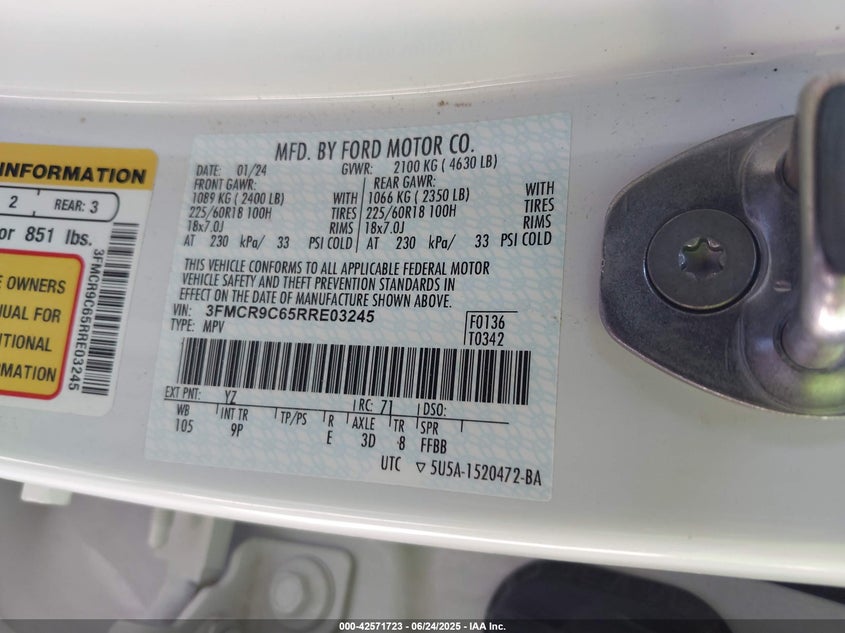 INFORMATION
2 REAR: 3
or 851 lbs.
E OWNERS
NUAL FOR
ITIONAL
RMATION
3FMCR9C65RRE03245
MFD. BY FORD MOTOR CO.
DATE: 01/24 GVWR: 2100 KG ( 4630 LB)
FRONT GAWR: REAR GAWR:
1089 KG ( 2400 LB) WITH 1066 KG ( 2350 LB) WITH
225/60R18 100H TIRES 225/60R18 100H TIRES
18x7.0J RIMS 18x7.0J RIMS
AT 230 kPa/ 33 PSI COLD AT 230 kPa/ 33 PSI COLD
THIS VEHICLE CONFORMS TO ALL APPLICABLE FEDERAL MOTOR
VEHICLE SAFETY AND THEFT PREVENTION STANDARDS IN
EFFECT ON THE DATE OF MANUFACTURE SHOWN ABOVE.
VIN: 3FMCR9C65RRE03245
TYPE: MPV
F0136
T0342
EXT PNT: YZ RC: 71 DSO:
WB INT TR TP/PS R AXLE TR SPR
105 9P E 3D 8 FFBB
UTC ▽ 5U5A-1520472-BA
000-42571723 | 06/24/2025 | IAA Inc.